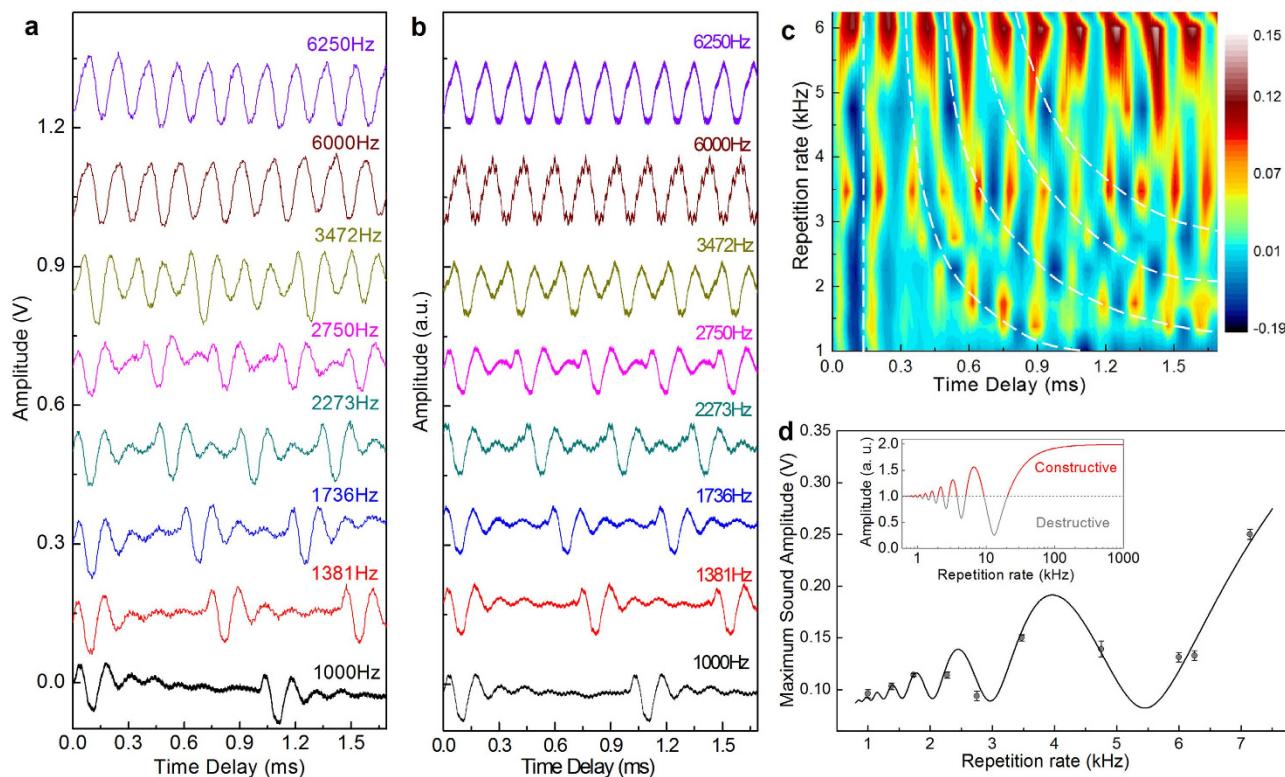 a
Amplitude (V)
1.2
0.9
0.6
0.3
0.0
6250Hz
6000Hz
3472Hz
2750Hz
2273Hz
1736Hz
1381Hz
1000Hz
0.0 0.3 0.6 0.9 1.2 1.5
Time Delay (ms)
b
Amplitude (a.u.)
6250Hz
6000Hz
3472Hz
2750Hz
2273Hz
1736Hz
1381Hz
1000Hz
0.0 0.3 0.6 0.9 1.2 1.5
Time Delay (ms)
c
Repetition rate (kHz)
6
5
4
3
2
1
0.0 0.3 0.6 0.9 1.2 1.5
Time Delay (ms)
0.15
0.12
0.07
0.01
-0.19
d
Maximum Sound Amplitude (V)
0.35
0.30
0.25
0.20
0.15
0.10
1 2 3 4 5 6 7
Repetition rate (kHz)
Amplitude (a. u.)
2.0
1.5
1.0
0.5
0.0
Constructive
Destructive
1 10 100 1000
Repetition rate (kHz)